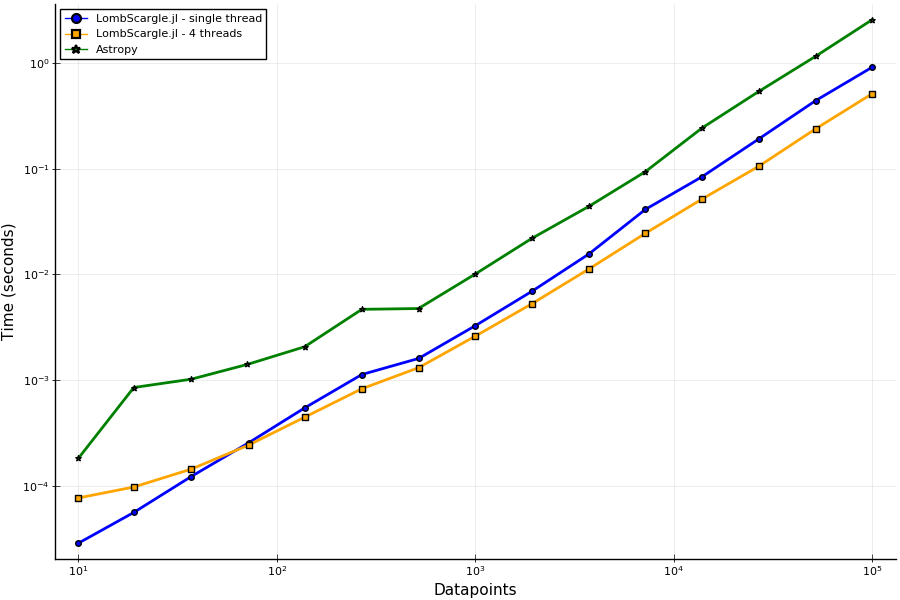 LombScargle.jl - single thread
LombScargle.jl - 4 threads
Astropy
Time (seconds)
10⁰
10⁻¹
10⁻²
10⁻³
10⁻⁴
10¹ 10² 10³ 10⁴ 10⁵
Datapoints